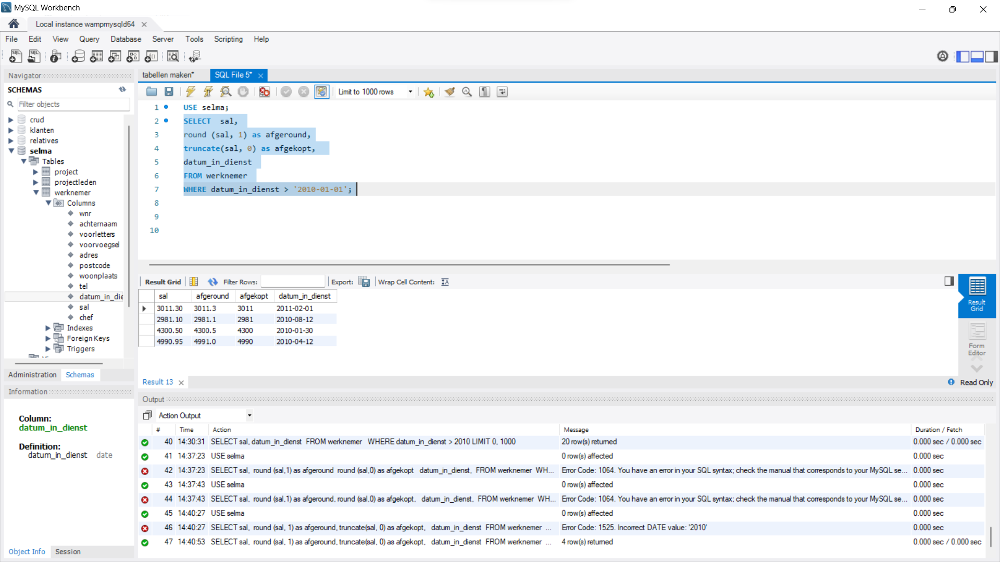 MySQL Workbench
Local instance wampmysqld64
File Edit View Query Database Server Tools Scripting Help
Navigator
SCHEMAS
Filter objects
crud
klanten
relatives
selma
Tables
project
projectleden
werknemer
Columns
wnr
achternaam
voorletters
voorvoegsel
adres
postcode
woonplaats
tel
datum_in_die
sal
chef
Indexes
Foreign Keys
Triggers
Administration Schemas
Information
Column:
datum_in_dienst
Definition:
datum_in_dienst date
Object Info Session
tabellen maken* SQL File 5*
Limit to 1000 rows
1 USE selma;
2 SELECT  sal,
3 round (sal, 1) as afgeround,
4 truncate(sal, 0) as afgekopt,
5 datum_in_dienst
6 FROM werknemer
7 WHERE datum_in_dienst > '2010-01-01';
8
9
10
Result Grid Filter Rows: Export: Wrap Cell Content:
sal afgeround afgekopt datum_in_dienst
3011.30 3011.3 3011 2011-02-01
2981.10 2981.1 2981 2010-08-12
4300.50 4300.5 4300 2010-01-30
4990.95 4991.0 4990 2010-04-12
Result Grid
Form Editor
Result 13
Read Only
Output
Action Output
# Time Action Message Duration / Fetch
40 14:30:31 SELECT sal, datum_in_dienst FROM werknemer WHERE datum_in_dienst > 2010 LIMIT 0, 1000 20 row(s) returned 0.000 sec / 0.000 sec
41 14:37:23 USE selma 0 row(s) affected 0.000 sec
42 14:37:23 SELECT sal, round (sal,1) as afgeround round (sal,0) as afgekopt datum_in_dienst, FROM werknemer WH... Error Code: 1064. You have an error in your SQL syntax; check the manual that corresponds to your MySQL se... 0.000 sec
43 14:37:43 USE selma 0 row(s) affected 0.000 sec
44 14:37:43 SELECT sal, round (sal,1) as afgeround, round (sal,0) as afgekopt, datum_in_dienst, FROM werknemer WH... Error Code: 1064. You have an error in your SQL syntax; check the manual that corresponds to your MySQL se... 0.000 sec
45 14:40:27 USE selma 0 row(s) affected 0.000 sec
46 14:40:27 SELECT sal, round (sal, 1) as afgeround, truncate(sal, 0) as afgekopt, datum_in_dienst FROM werknemer ... Error Code: 1525. Incorrect DATE value: '2010' 0.000 sec
47 14:40:53 SELECT sal, round (sal, 1) as afgeround, truncate(sal, 0) as afgekopt, datum_in_dienst FROM werknemer ... 4 row(s) returned 0.000 sec / 0.000 sec